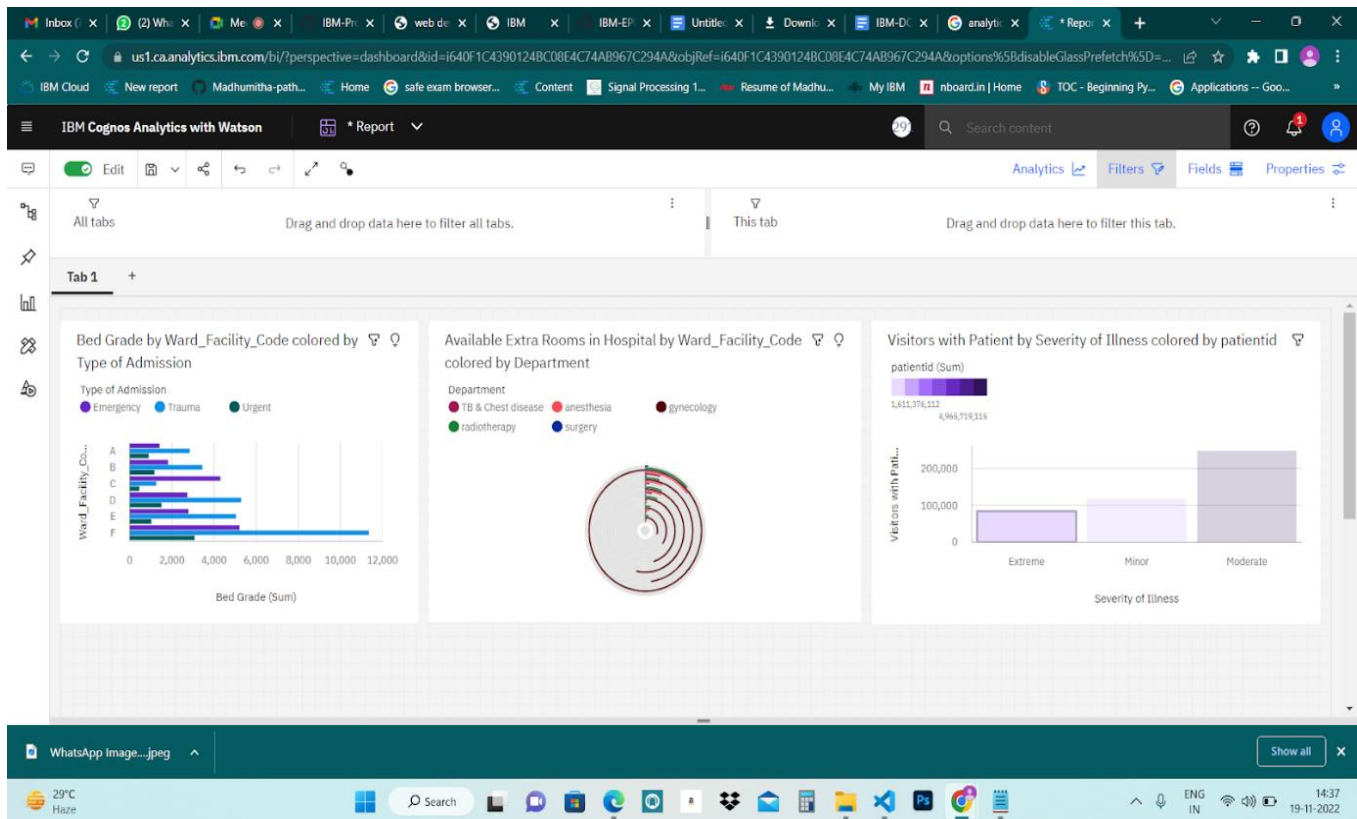 Inbox (
(2) Wha
Me
IBM-Pro
web de
IBM
IBM-EPI
Untitled
Downlo
IBM-DO
analytic
* Repor
us1.ca.analytics.ibm.com/bi/?perspective=dashboard&id=i640F1C4390124BC08E4C74AB967C294A&objRef=i640F1C4390124BC08E4C74AB967C294A&options%5BdisableGlassPrefetch%5D=...
IBM Cloud
New report
Madhumitha-path...
Home
safe exam browser...
Content
Signal Processing 1...
Resume of Madhu...
My IBM
nboard.in | Home
TOC - Beginning Py...
Applications -- Goo...
»
IBM Cognos Analytics with Watson
* Report
Search content
1
Edit
Analytics
Filters
Fields
Properties
All tabs
Drag and drop data here to filter all tabs.
This tab
Drag and drop data here to filter this tab.
Tab 1
+
Bed Grade by Ward_Facility_Code colored by
Type of Admission
Type of Admission
Emergency
Trauma
Urgent
Ward_Facility_Co...
A
B
C
D
E
F
0 2,000 4,000 6,000 8,000 10,000 12,000
Bed Grade (Sum)
Available Extra Rooms in Hospital by Ward_Facility_Code
colored by Department
Department
TB & Chest disease
anesthesia
gynecology
radiotherapy
surgery
Visitors with Patient by Severity of Illness colored by patientid
patientid (Sum)
1,611,376,112
4,965,719,116
Visitors with Pati...
200,000
100,000
0
Extreme Minor Moderate
Severity of Illness
WhatsApp Image....jpeg
Show all
29°C
Haze
Search
ENG
IN
14:37
19-11-2022